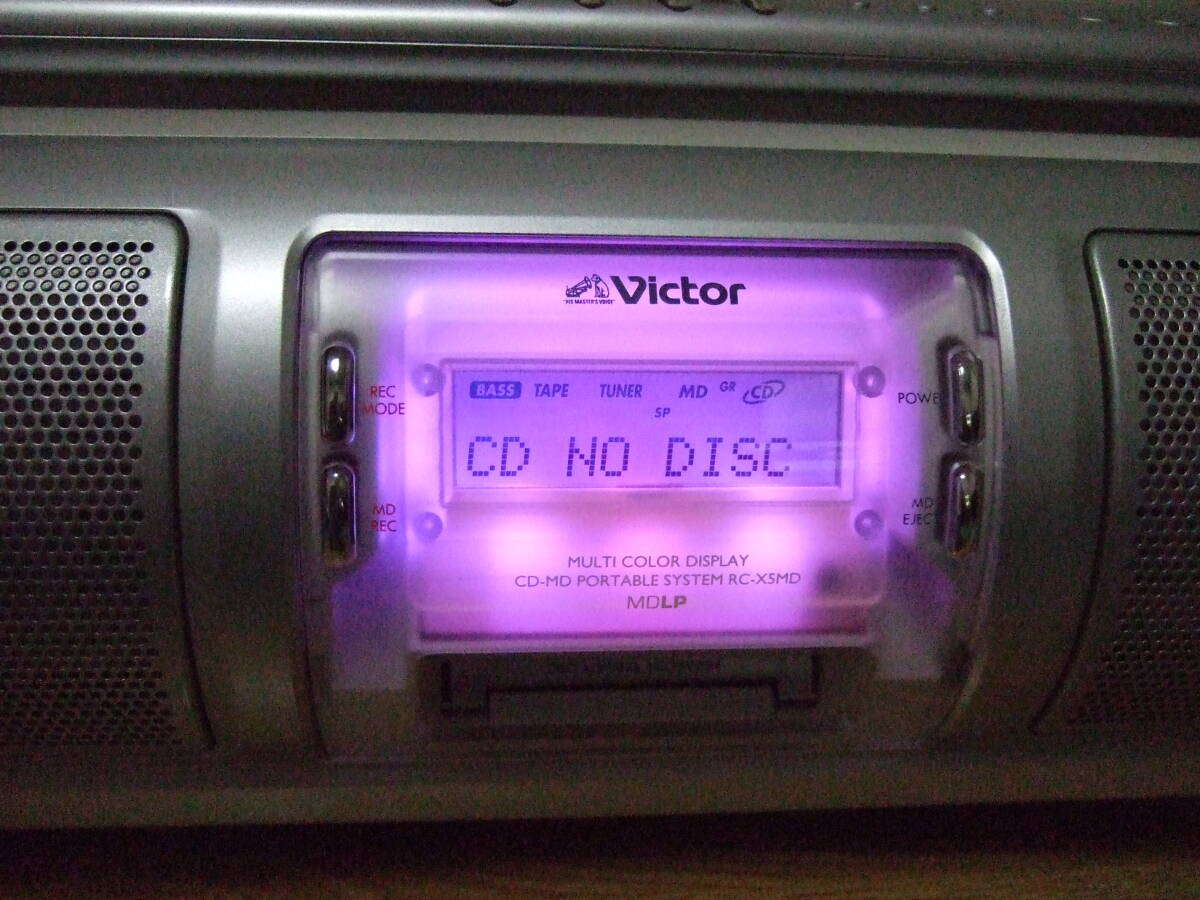 Victor
"HIS MASTER'S VOICE"
BASS TAPE TUNER MD GR CD
SP
CD NO DISC
REC
MODE
POWE
MD
REC
MD
EJECT
MULTI COLOR DISPLAY
CD-MD PORTABLE SYSTEM RC-X5MD
MDLP